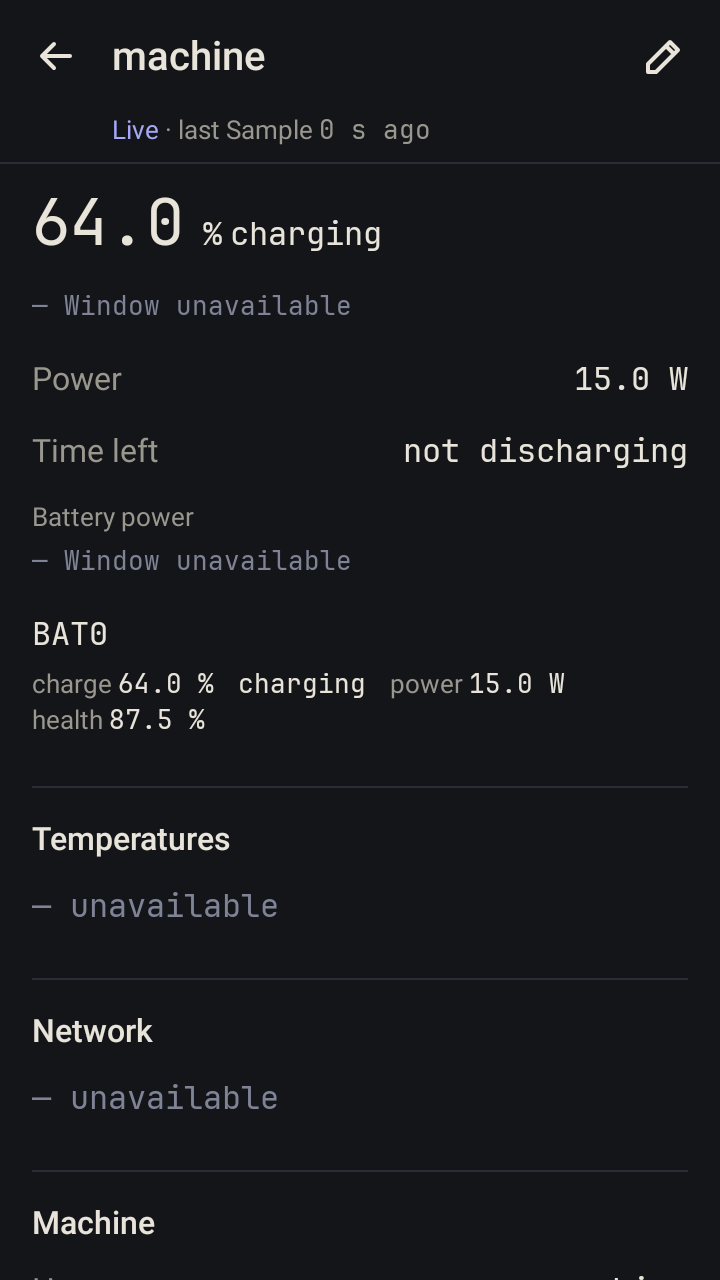 machine
Live · last Sample 0 s ago
64.0 % charging
— Window unavailable
Power 15.0 W
Time left not discharging
Battery power
— Window unavailable
BAT0
charge 64.0 % charging power 15.0 W
health 87.5 %
Temperatures
— unavailable
Network
— unavailable
Machine